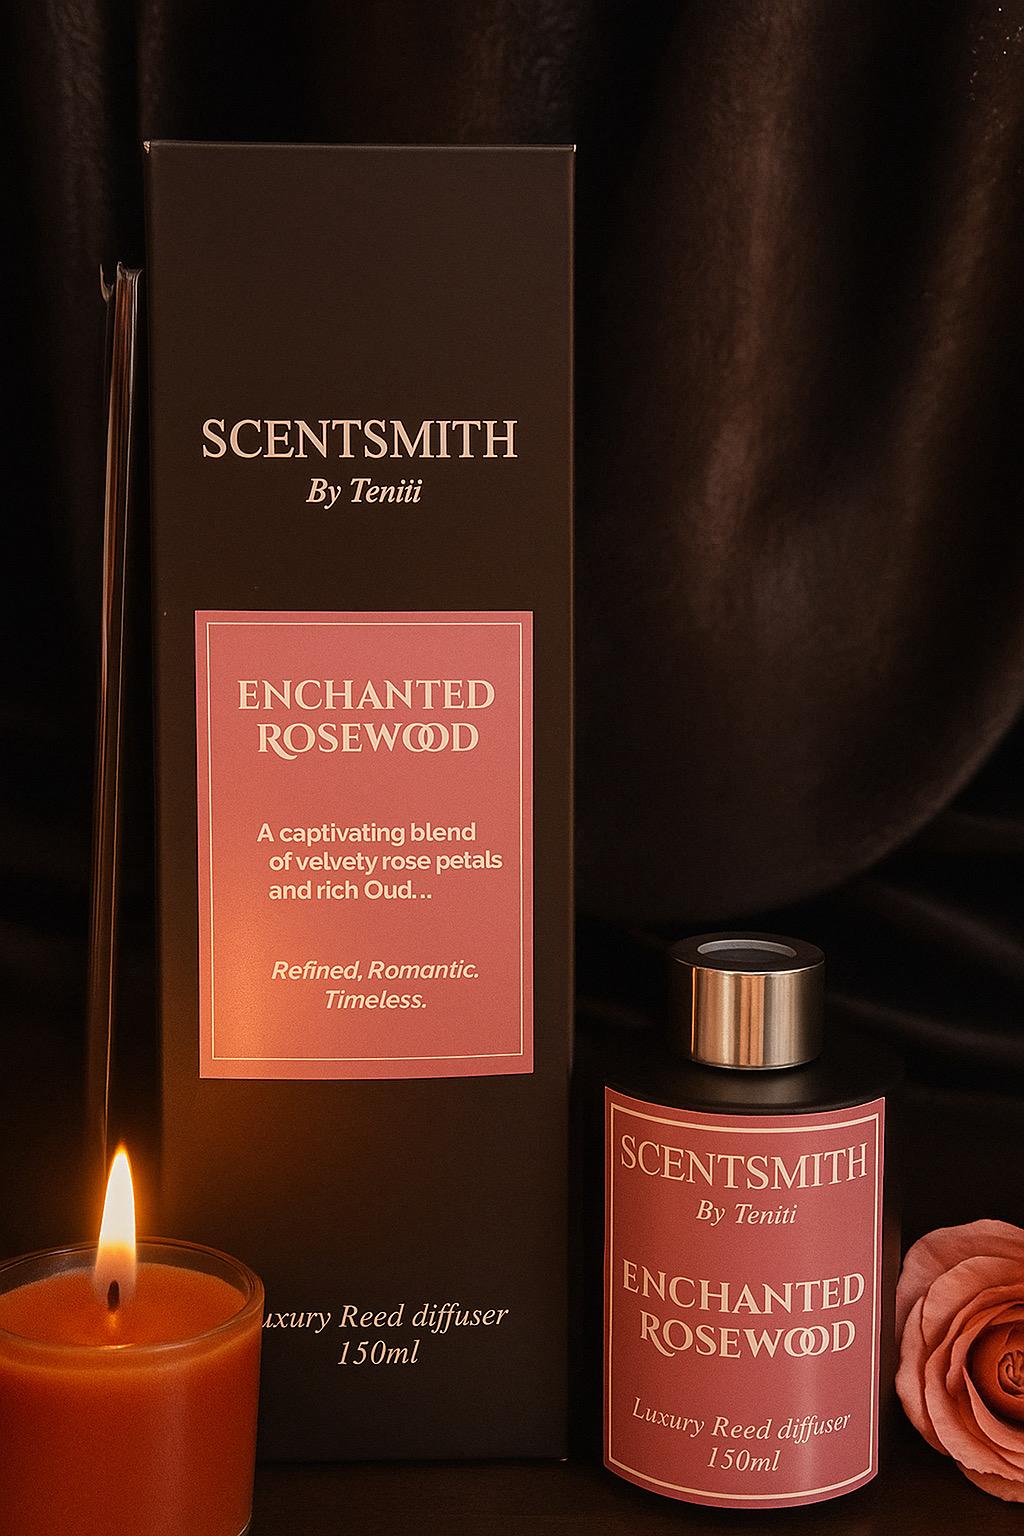 SCENTSMITH
By Teniii
ENCHANTED
ROSEWOOD
A captivating blend
of velvety rose petals
and rich Oud...
Refined, Romantic.
Timeless.
uxury Reed diffuser
150ml
SCENTSMITH
By Teniti
ENCHANTED
ROSEWOOD
Luxury Reed diffuser
150ml